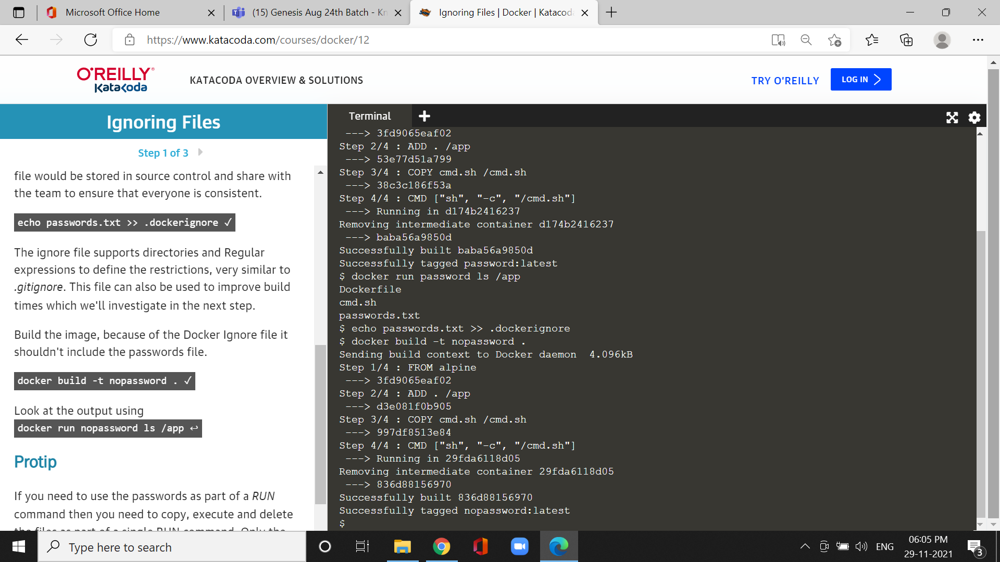 Microsoft Office Home
(15) Genesis Aug 24th Batch - Kn
Ignoring Files | Docker | Katacoda
https://www.katacoda.com/courses/docker/12
O'REILLY®
Katacoda
KATACODA OVERVIEW & SOLUTIONS
TRY O'REILLY
LOG IN
Ignoring Files
Step 1 of 3
file would be stored in source control and share with
the team to ensure that everyone is consistent.
echo passwords.txt >> .dockerignore ✓
The ignore file supports directories and Regular
expressions to define the restrictions, very similar to
.gitignore. This file can also be used to improve build
times which we'll investigate in the next step.
Build the image, because of the Docker Ignore file it
shouldn't include the passwords file.
docker build -t nopassword . ✓
Look at the output using
docker run nopassword ls /app ↩
Protip
If you need to use the passwords as part of a RUN
command then you need to copy, execute and delete
the files as part of a single RUN command. Only the
Terminal
---> 3fd9065eaf02
Step 2/4 : ADD . /app
---> 53e77d51a799
Step 3/4 : COPY cmd.sh /cmd.sh
---> 38c3c186f53a
Step 4/4 : CMD ["sh", "-c", "/cmd.sh"]
---> Running in d174b2416237
Removing intermediate container d174b2416237
---> baba56a9850d
Successfully built baba56a9850d
Successfully tagged password:latest
$ docker run password ls /app
Dockerfile
cmd.sh
passwords.txt
$ echo passwords.txt >> .dockerignore
$ docker build -t nopassword .
Sending build context to Docker daemon  4.096kB
Step 1/4 : FROM alpine
---> 3fd9065eaf02
Step 2/4 : ADD . /app
---> d3e081f0b905
Step 3/4 : COPY cmd.sh /cmd.sh
---> 997df8513e84
Step 4/4 : CMD ["sh", "-c", "/cmd.sh"]
---> Running in 29fda6118d05
Removing intermediate container 29fda6118d05
---> 836d88156970
Successfully built 836d88156970
Successfully tagged nopassword:latest
$
Type here to search
ENG
06:05 PM
29-11-2021
3